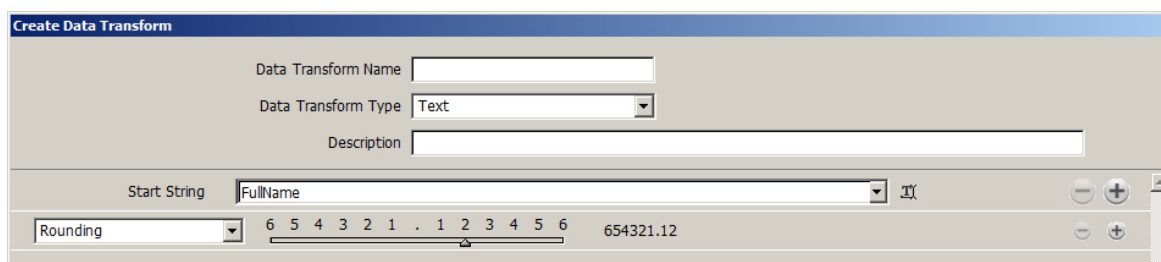 Create Data Transform
Data Transform Name
Data Transform Type Text
Description
Start String FullName T
Rounding 6 5 4 3 2 1 . 1 2 3 4 5 6 654321.12